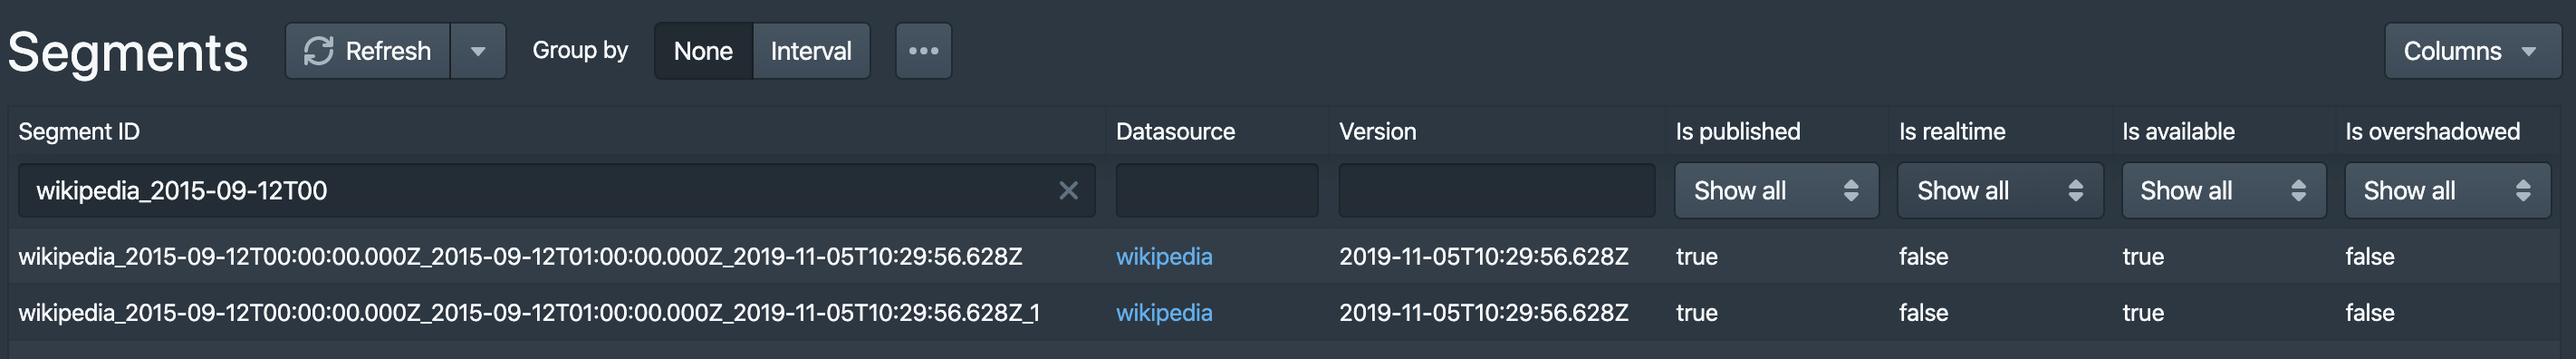 Segments Refresh Group by None Interval Columns
Segment ID Datasource Version Is published Is realtime Is available Is overshadowed
wikipedia_2015-09-12T00 Show all Show all Show all Show all
wikipedia_2015-09-12T00:00:00.000Z_2015-09-12T01:00:00.000Z_2019-11-05T10:29:56.628Z wikipedia 2019-11-05T10:29:56.628Z true false true false
wikipedia_2015-09-12T00:00:00.000Z_2015-09-12T01:00:00.000Z_2019-11-05T10:29:56.628Z_1 wikipedia 2019-11-05T10:29:56.628Z true false true false